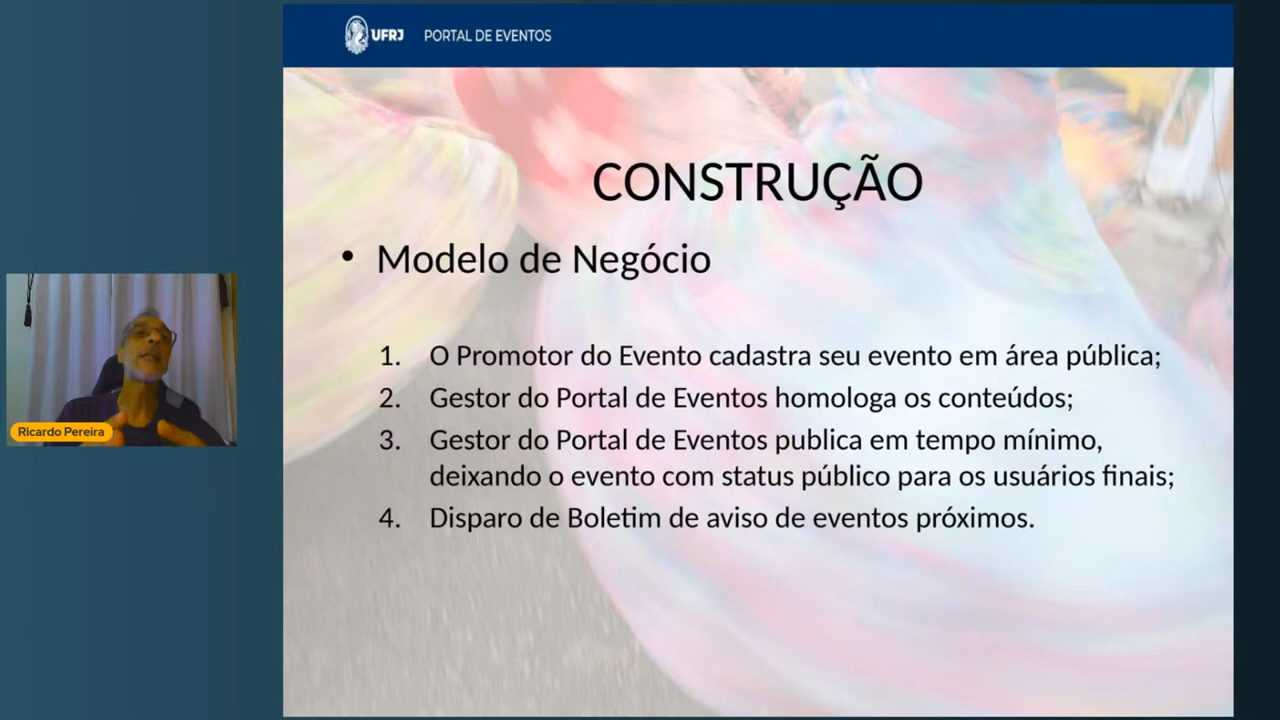 UFRJ PORTAL DE EVENTOS
CONSTRUÇÃO
• Modelo de Negócio
1. O Promotor do Evento cadastra seu evento em área pública;
2. Gestor do Portal de Eventos homologa os conteúdos;
3. Gestor do Portal de Eventos publica em tempo mínimo,
deixando o evento com status público para os usuários finais;
4. Disparo de Boletim de aviso de eventos próximos.
Ricardo Pereira